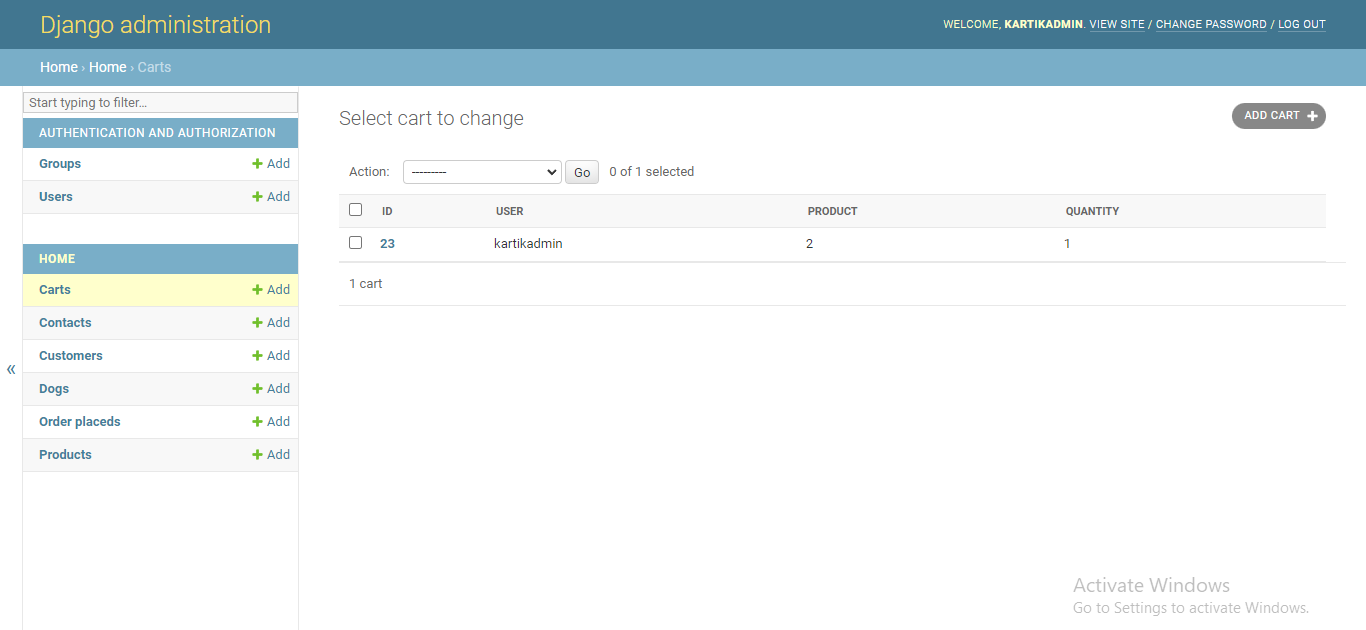 Django administration
WELCOME, KARTIKADMIN. VIEW SITE / CHANGE PASSWORD / LOG OUT
Home › Home › Carts
Start typing to filter...
AUTHENTICATION AND AUTHORIZATION
Groups + Add
Users + Add
HOME
Carts + Add
Contacts + Add
Customers + Add
Dogs + Add
Order placeds + Add
Products + Add
«
Select cart to change
ADD CART +
Action: --------- Go 0 of 1 selected
ID USER PRODUCT QUANTITY
23 kartikadmin 2 1
1 cart
Activate Windows
Go to Settings to activate Windows.